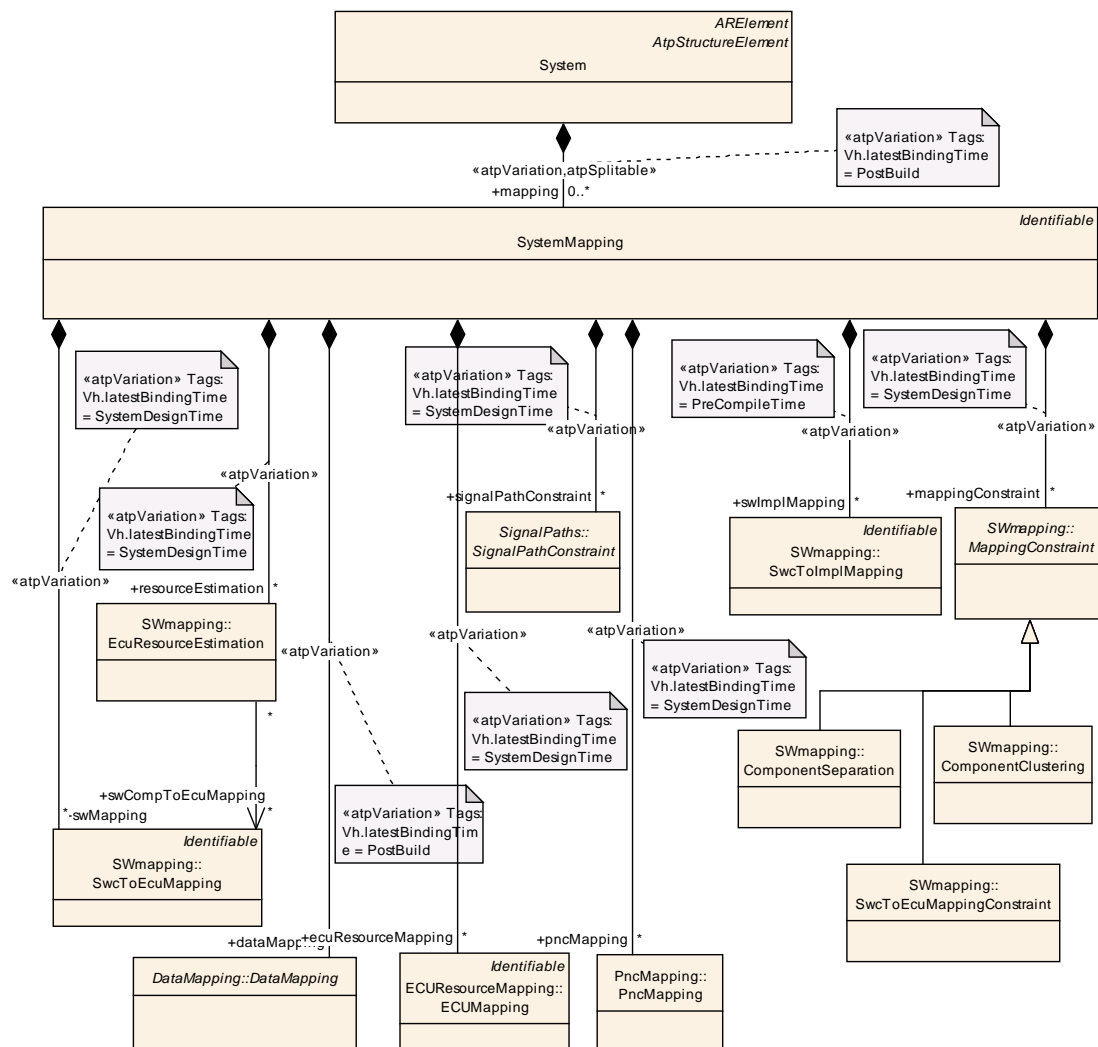 ARElement
AtpStructureElement
System
«atpVariation» Tags:
Vh.latestBindingTime
= PostBuild
«atpVariation,atpSplitable»
+mapping 0..*
Identifiable
SystemMapping
«atpVariation» Tags:
Vh.latestBindingTime
= SystemDesignTime
«atpVariation» Tags:
Vh.latestBindingTime
= SystemDesignTime
«atpVariation» Tags:
Vh.latestBindingTime
= PreCompileTime
«atpVariation» Tags:
Vh.latestBindingTime
= SystemDesignTime
«atpVariation»
«atpVariation»
«atpVariation»
«atpVariation»
«atpVariation» Tags:
Vh.latestBindingTime
= SystemDesignTime
+signalPathConstraint *
+swImplMapping *
+mappingConstraint *
SignalPaths::
SignalPathConstraint
Identifiable
SWmapping::
SwcToImplMapping
SWmapping::
MappingConstraint
«atpVariation»
+resourceEstimation *
SWmapping::
EcuResourceEstimation
«atpVariation»
«atpVariation»
«atpVariation»
«atpVariation» Tags:
Vh.latestBindingTime
= SystemDesignTime
«atpVariation» Tags:
Vh.latestBindingTime
= SystemDesignTime
*
SWmapping::
ComponentSeparation
SWmapping::
ComponentClustering
«atpVariation» Tags:
Vh.latestBindingTim
e = PostBuild
+swCompToEcuMapping
*
* -swMapping
Identifiable
SWmapping::
SwcToEcuMapping
SWmapping::
SwcToEcuMappingConstraint
+dataMapping
+ecuResourceMapping *
+pncMapping *
DataMapping::DataMapping
Identifiable
ECUResourceMapping::
ECUMapping
PncMapping::
PncMapping